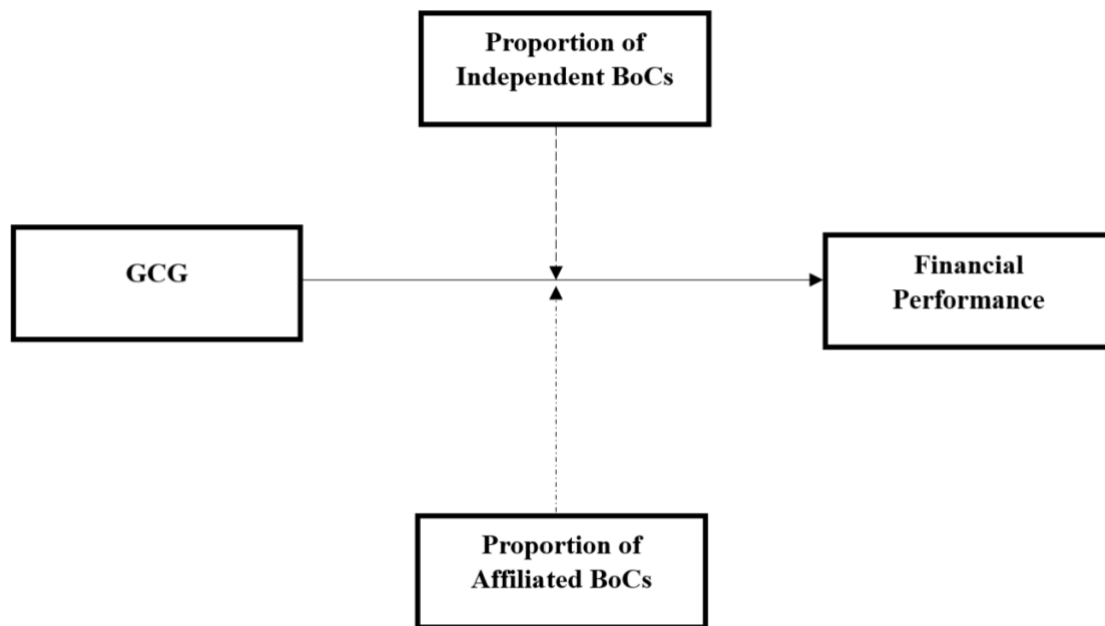 Proportion of
Independent BoCs
GCG
Financial
Performance
Proportion of
Affiliated BoCs